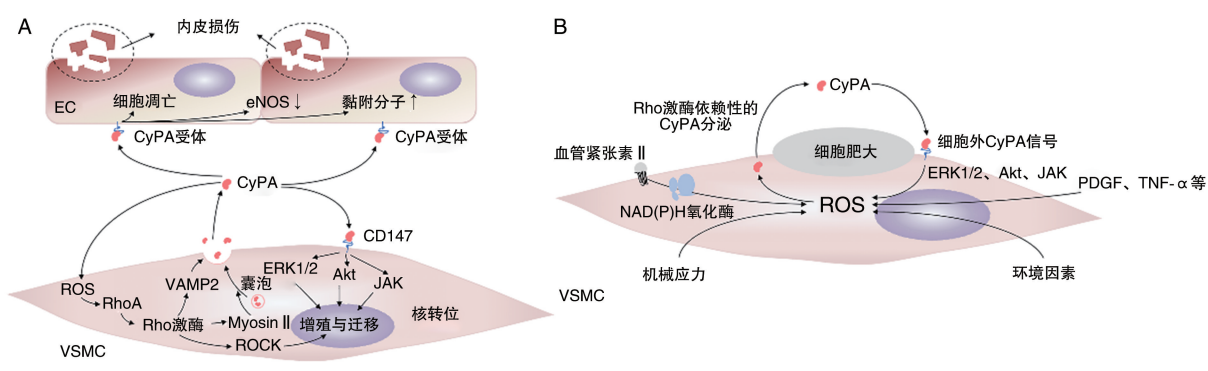 A
内皮损伤
EC
细胞凋亡
eNOS↓
黏附分子↑
CyPA受体
CyPA受体
CyPA
CD147
ROS
RhoA
Rho激酶
VAMP2
囊泡
MyosinⅡ
ROCK
ERK1/2
Akt
JAK
增殖与迁移
核转位
VSMC
B
CyPA
Rho激酶依赖性的
CyPA分泌
细胞外CyPA信号
细胞肥大
血管紧张素Ⅱ
ERK1/2、Akt、JAK
PDGF、TNF-α等
NAD(P)H氧化酶
ROS
机械应力
环境因素
VSMC